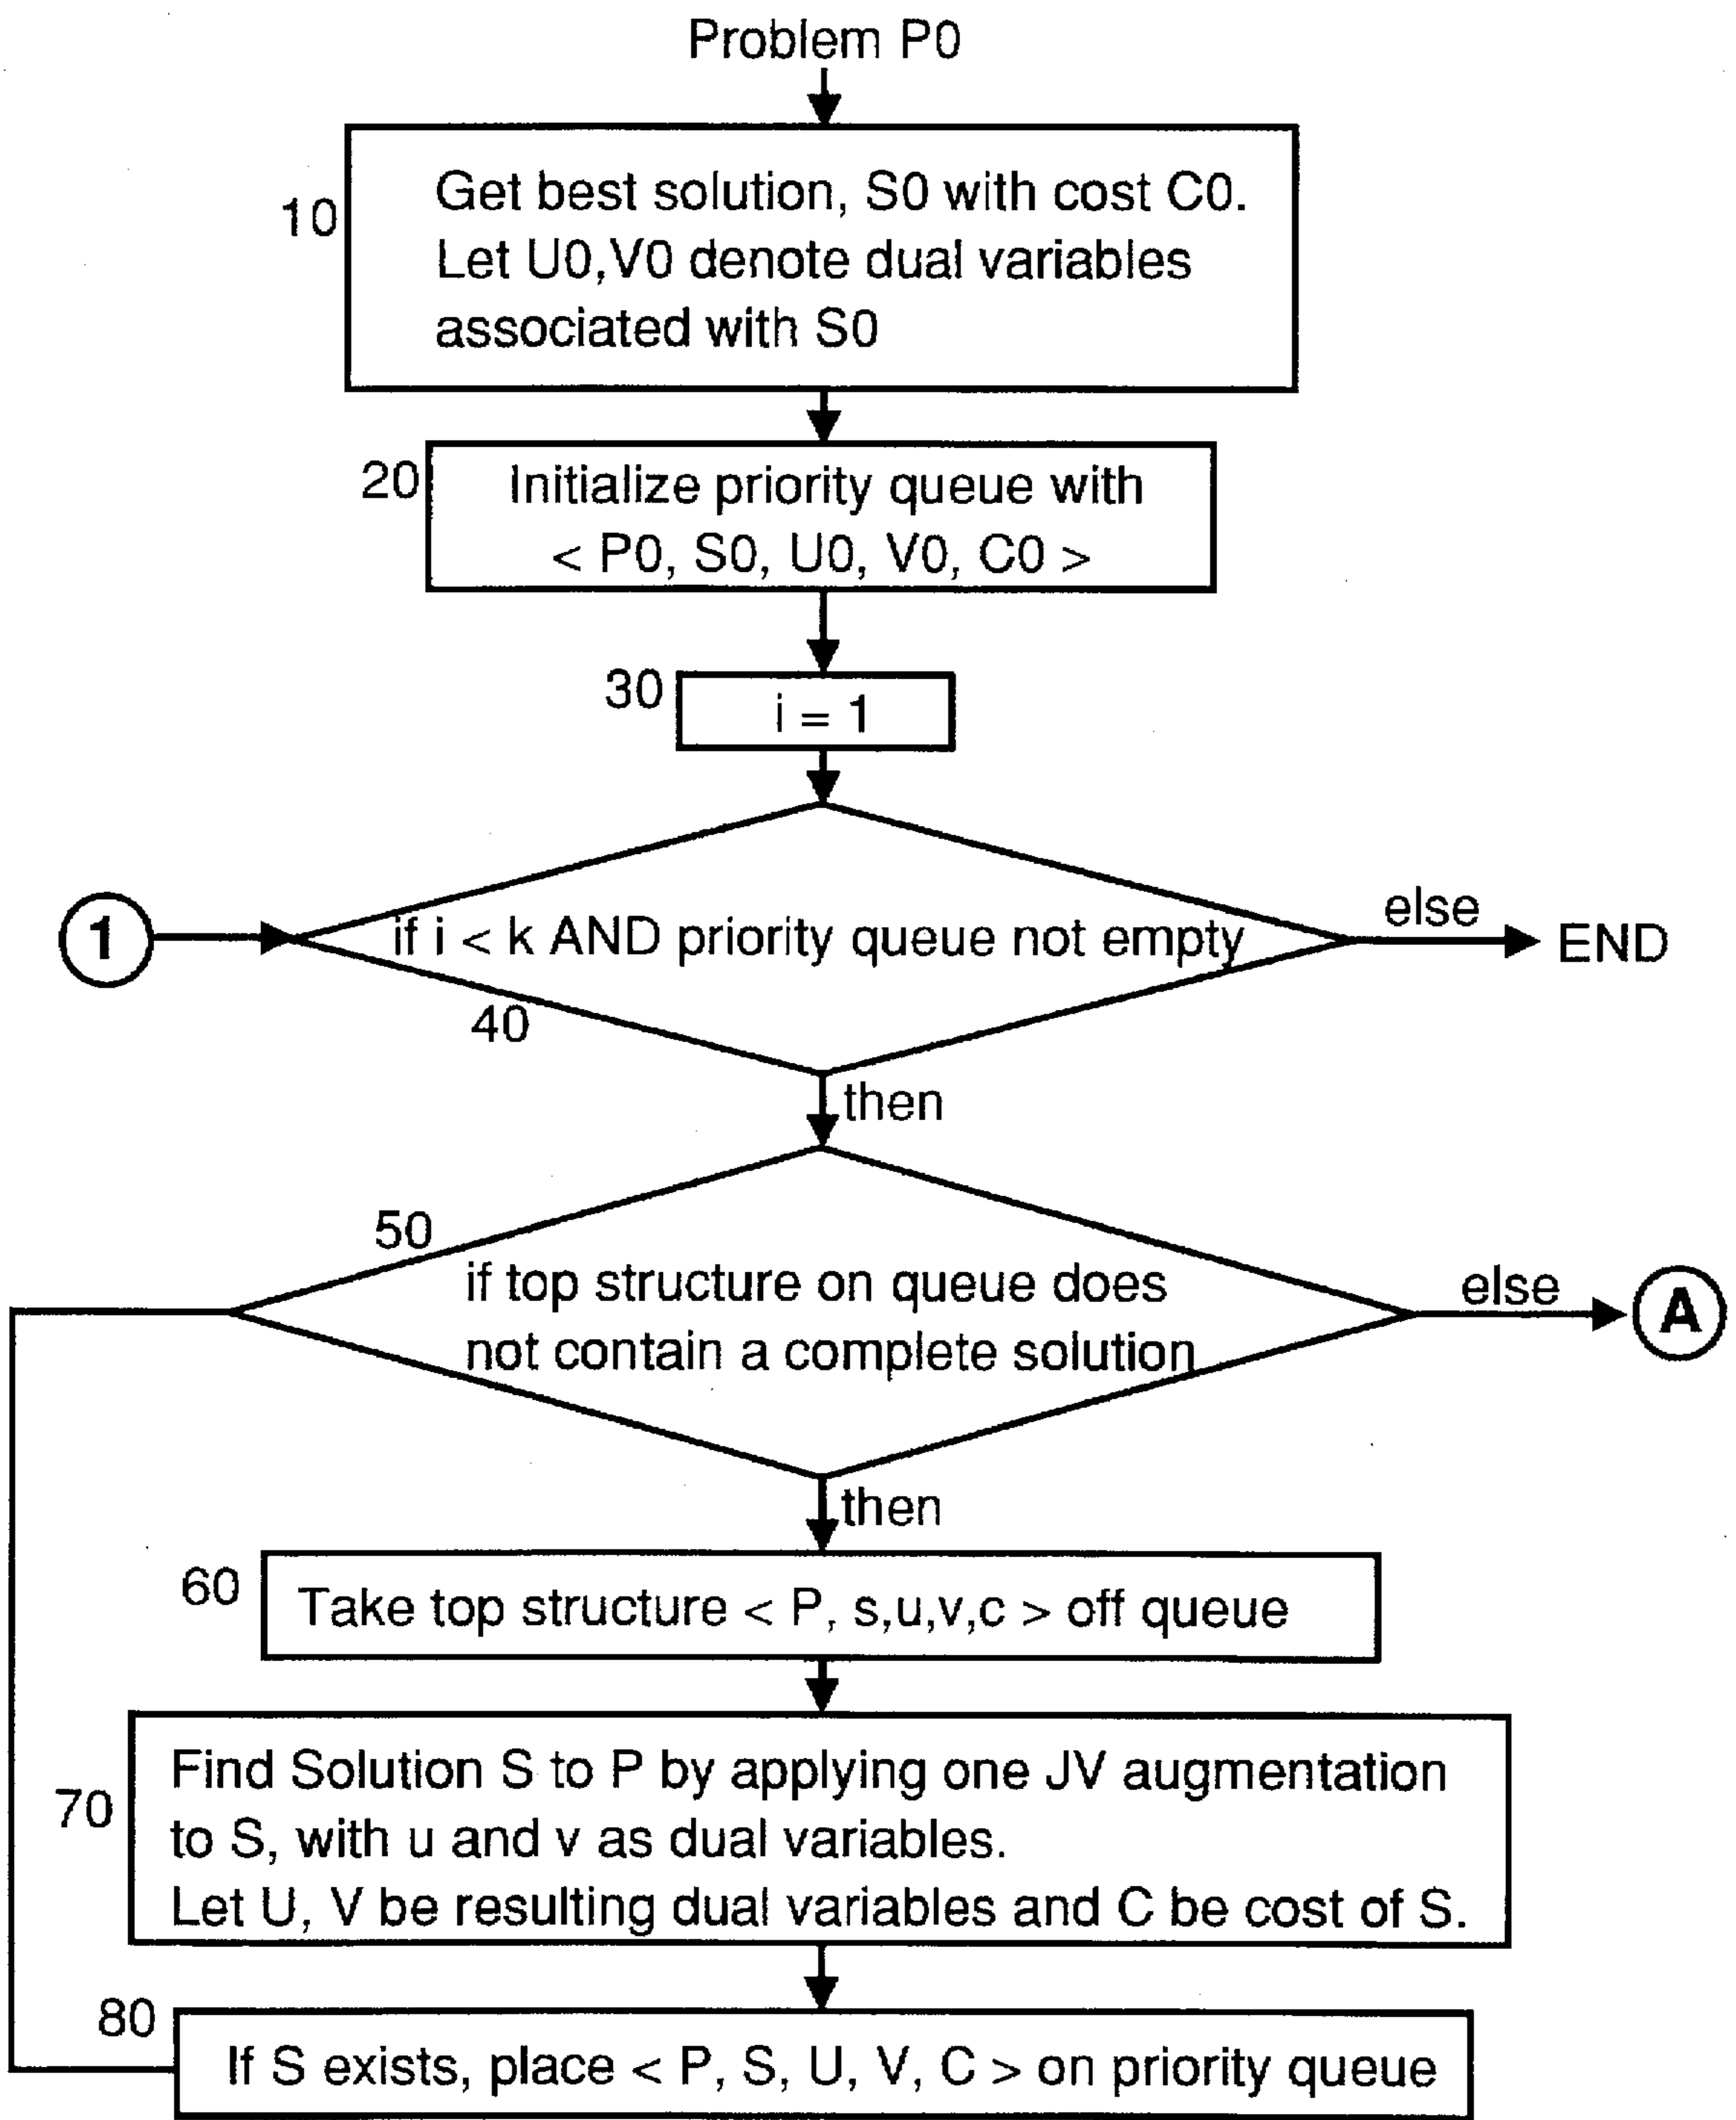 Problem P0
10
Get best solution, S0 with cost C0.
Let U0,V0 denote dual variables
associated with S0
20
Initialize priority queue with
< P0, S0, U0, V0, C0 >
30
i = 1
1
if i < k AND priority queue not empty
else
END
40
then
50
if top structure on queue does
not contain a complete solution
else
A
then
60
Take top structure < P, s,u,v,c > off queue
70
Find Solution S to P by applying one JV augmentation
to S, with u and v as dual variables.
Let U, V be resulting dual variables and C be cost of S.
80
If S exists, place < P, S, U, V, C > on priority queue